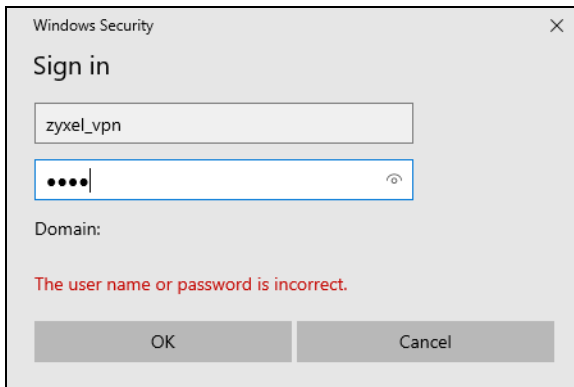 Windows Security
Sign in
zyxel_vpn
••••
Domain:
The user name or password is incorrect.
OK
Cancel